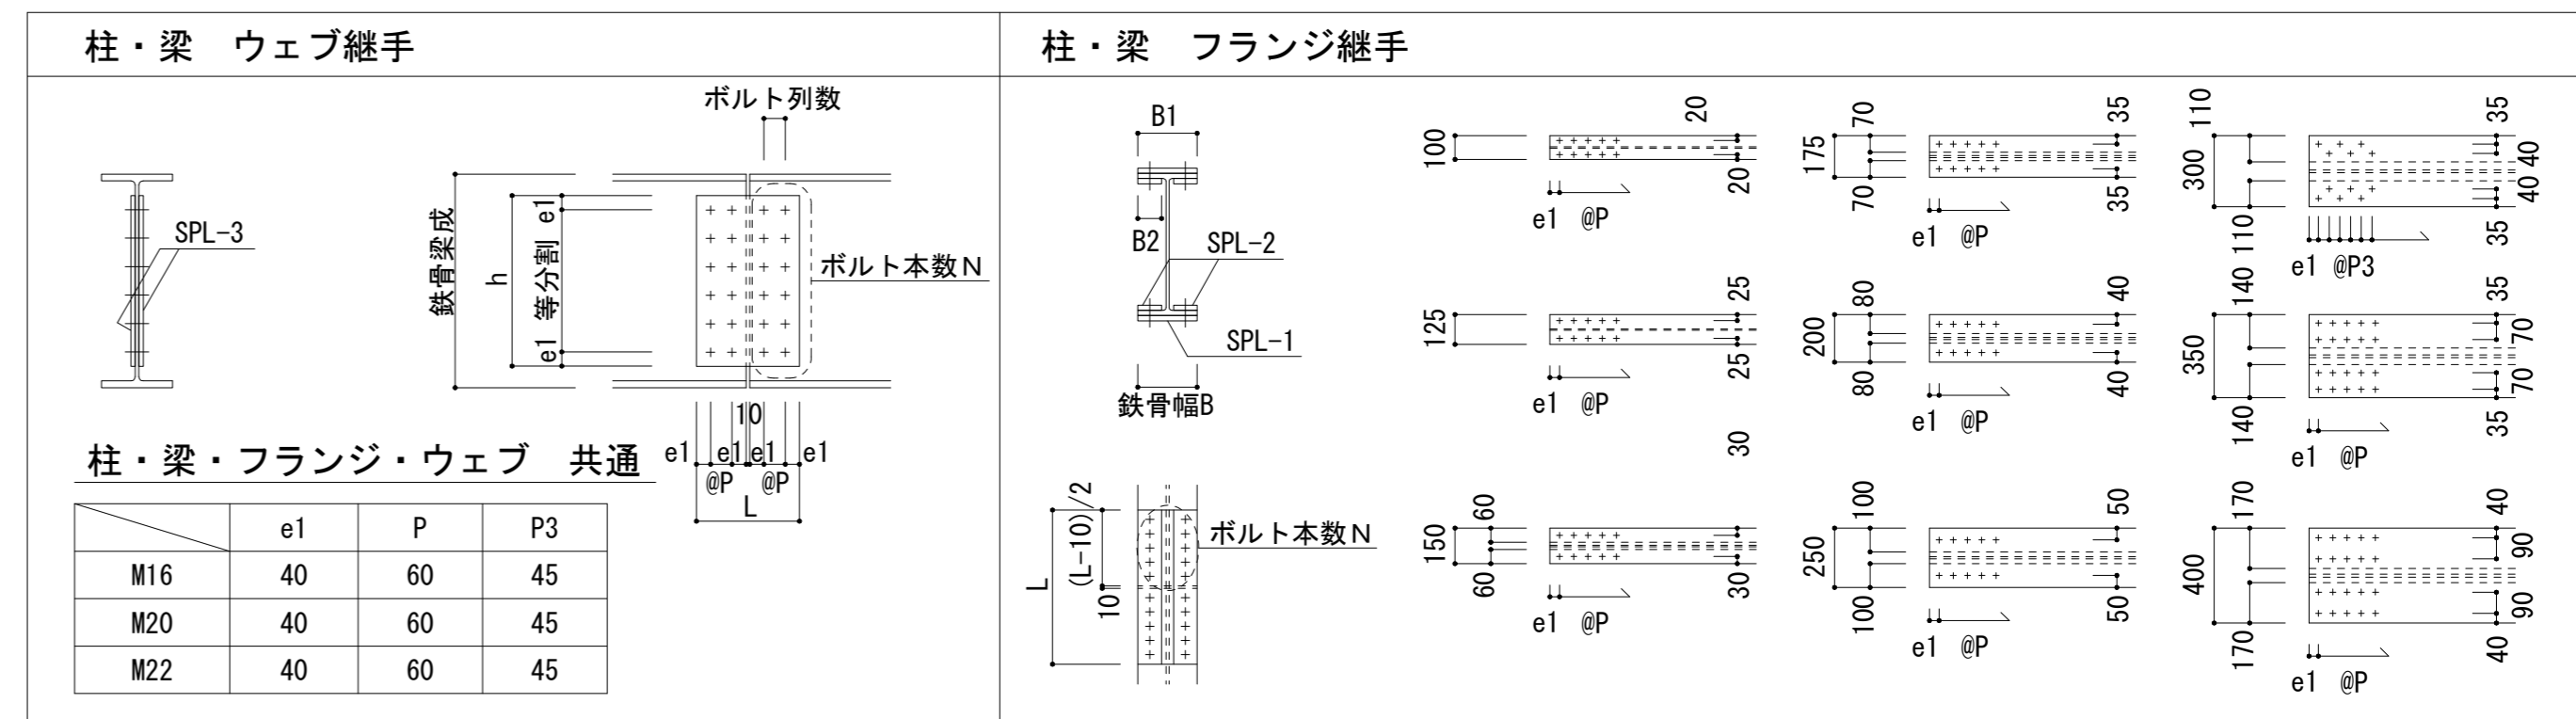 柱・梁　ウェブ継手
ボルト列数
SPL-3
鉄骨梁成
h
e1 等分割 e1
ボルト本数N
10
e1 e1 e1 e1
@P @P
L
柱・梁・フランジ・ウェブ　共通
e1 P P3
M16 40 60 45
M20 40 60 45
M22 40 60 45
柱・梁　フランジ継手
B1
B2
SPL-2
SPL-1
鉄骨幅B
L
(L-10)/2
10
ボルト本数N
100
20
20
e1 @P
125
25
25
e1 @P
30
150
60
60
30
e1 @P
175
70
70
35
35
e1 @P
200
80
80
40
40
e1 @P
250
100
100
50
50
e1 @P
300
110
110
35
40
40
35
e1 @P3
350
140
140
35
70
70
35
e1 @P
400
170
170
40
90
90
40
e1 @P